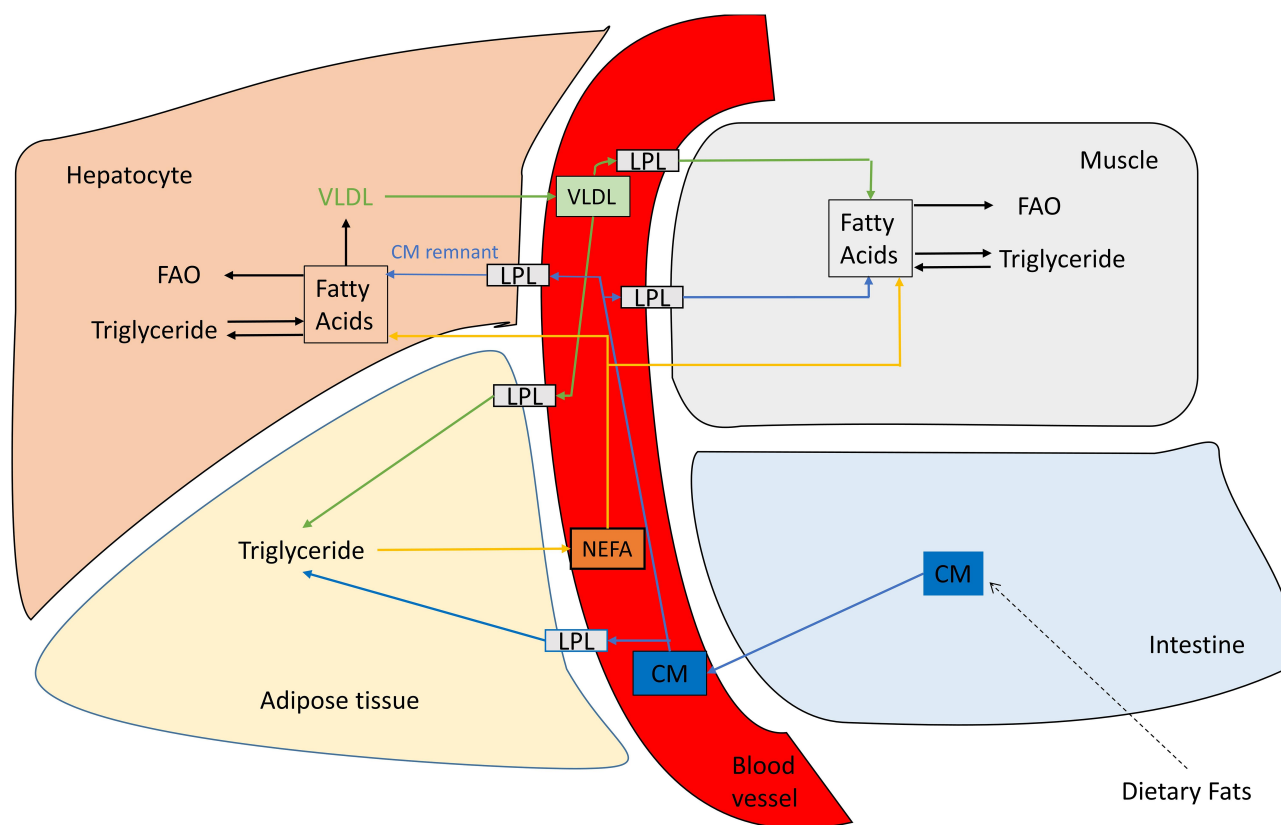 LPL
Muscle
Hepatocyte
VLDL
VLDL
FAO
Fatty
Acids
CM remnant
Triglyceride
FAO
LPL
Fatty
Acids
LPL
Triglyceride
LPL
Triglyceride
NEFA
CM
LPL
Intestine
CM
Adipose tissue
Blood
vessel
Dietary Fats